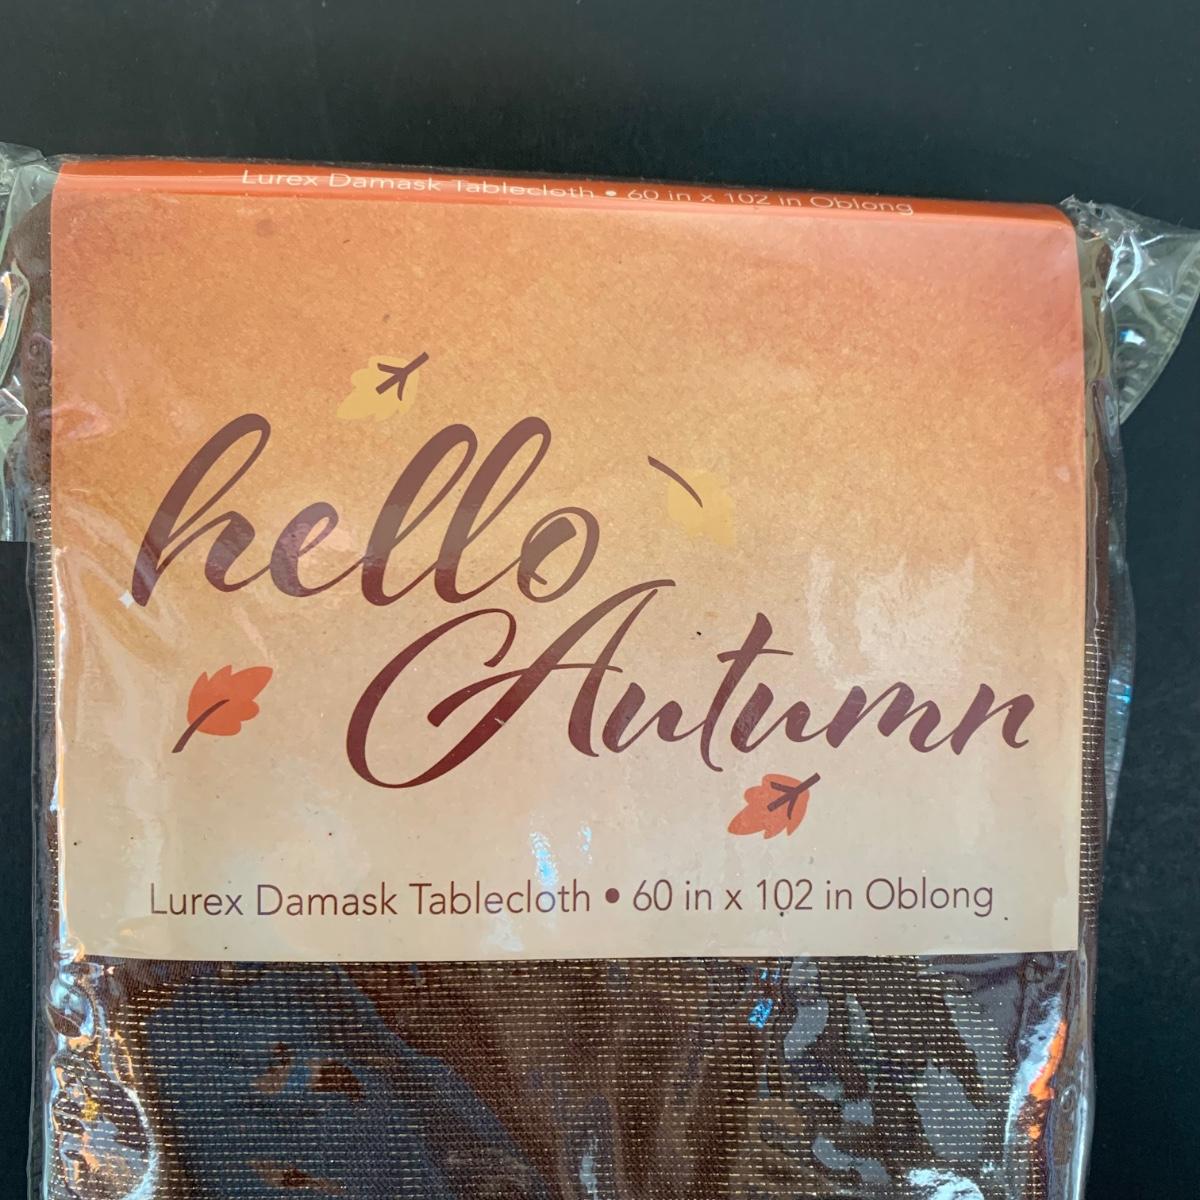 Lurex Damask Tablecloth • 60 in x 102 in Oblong
hello
Autumn
Lurex Damask Tablecloth • 60 in x 102 in Oblong